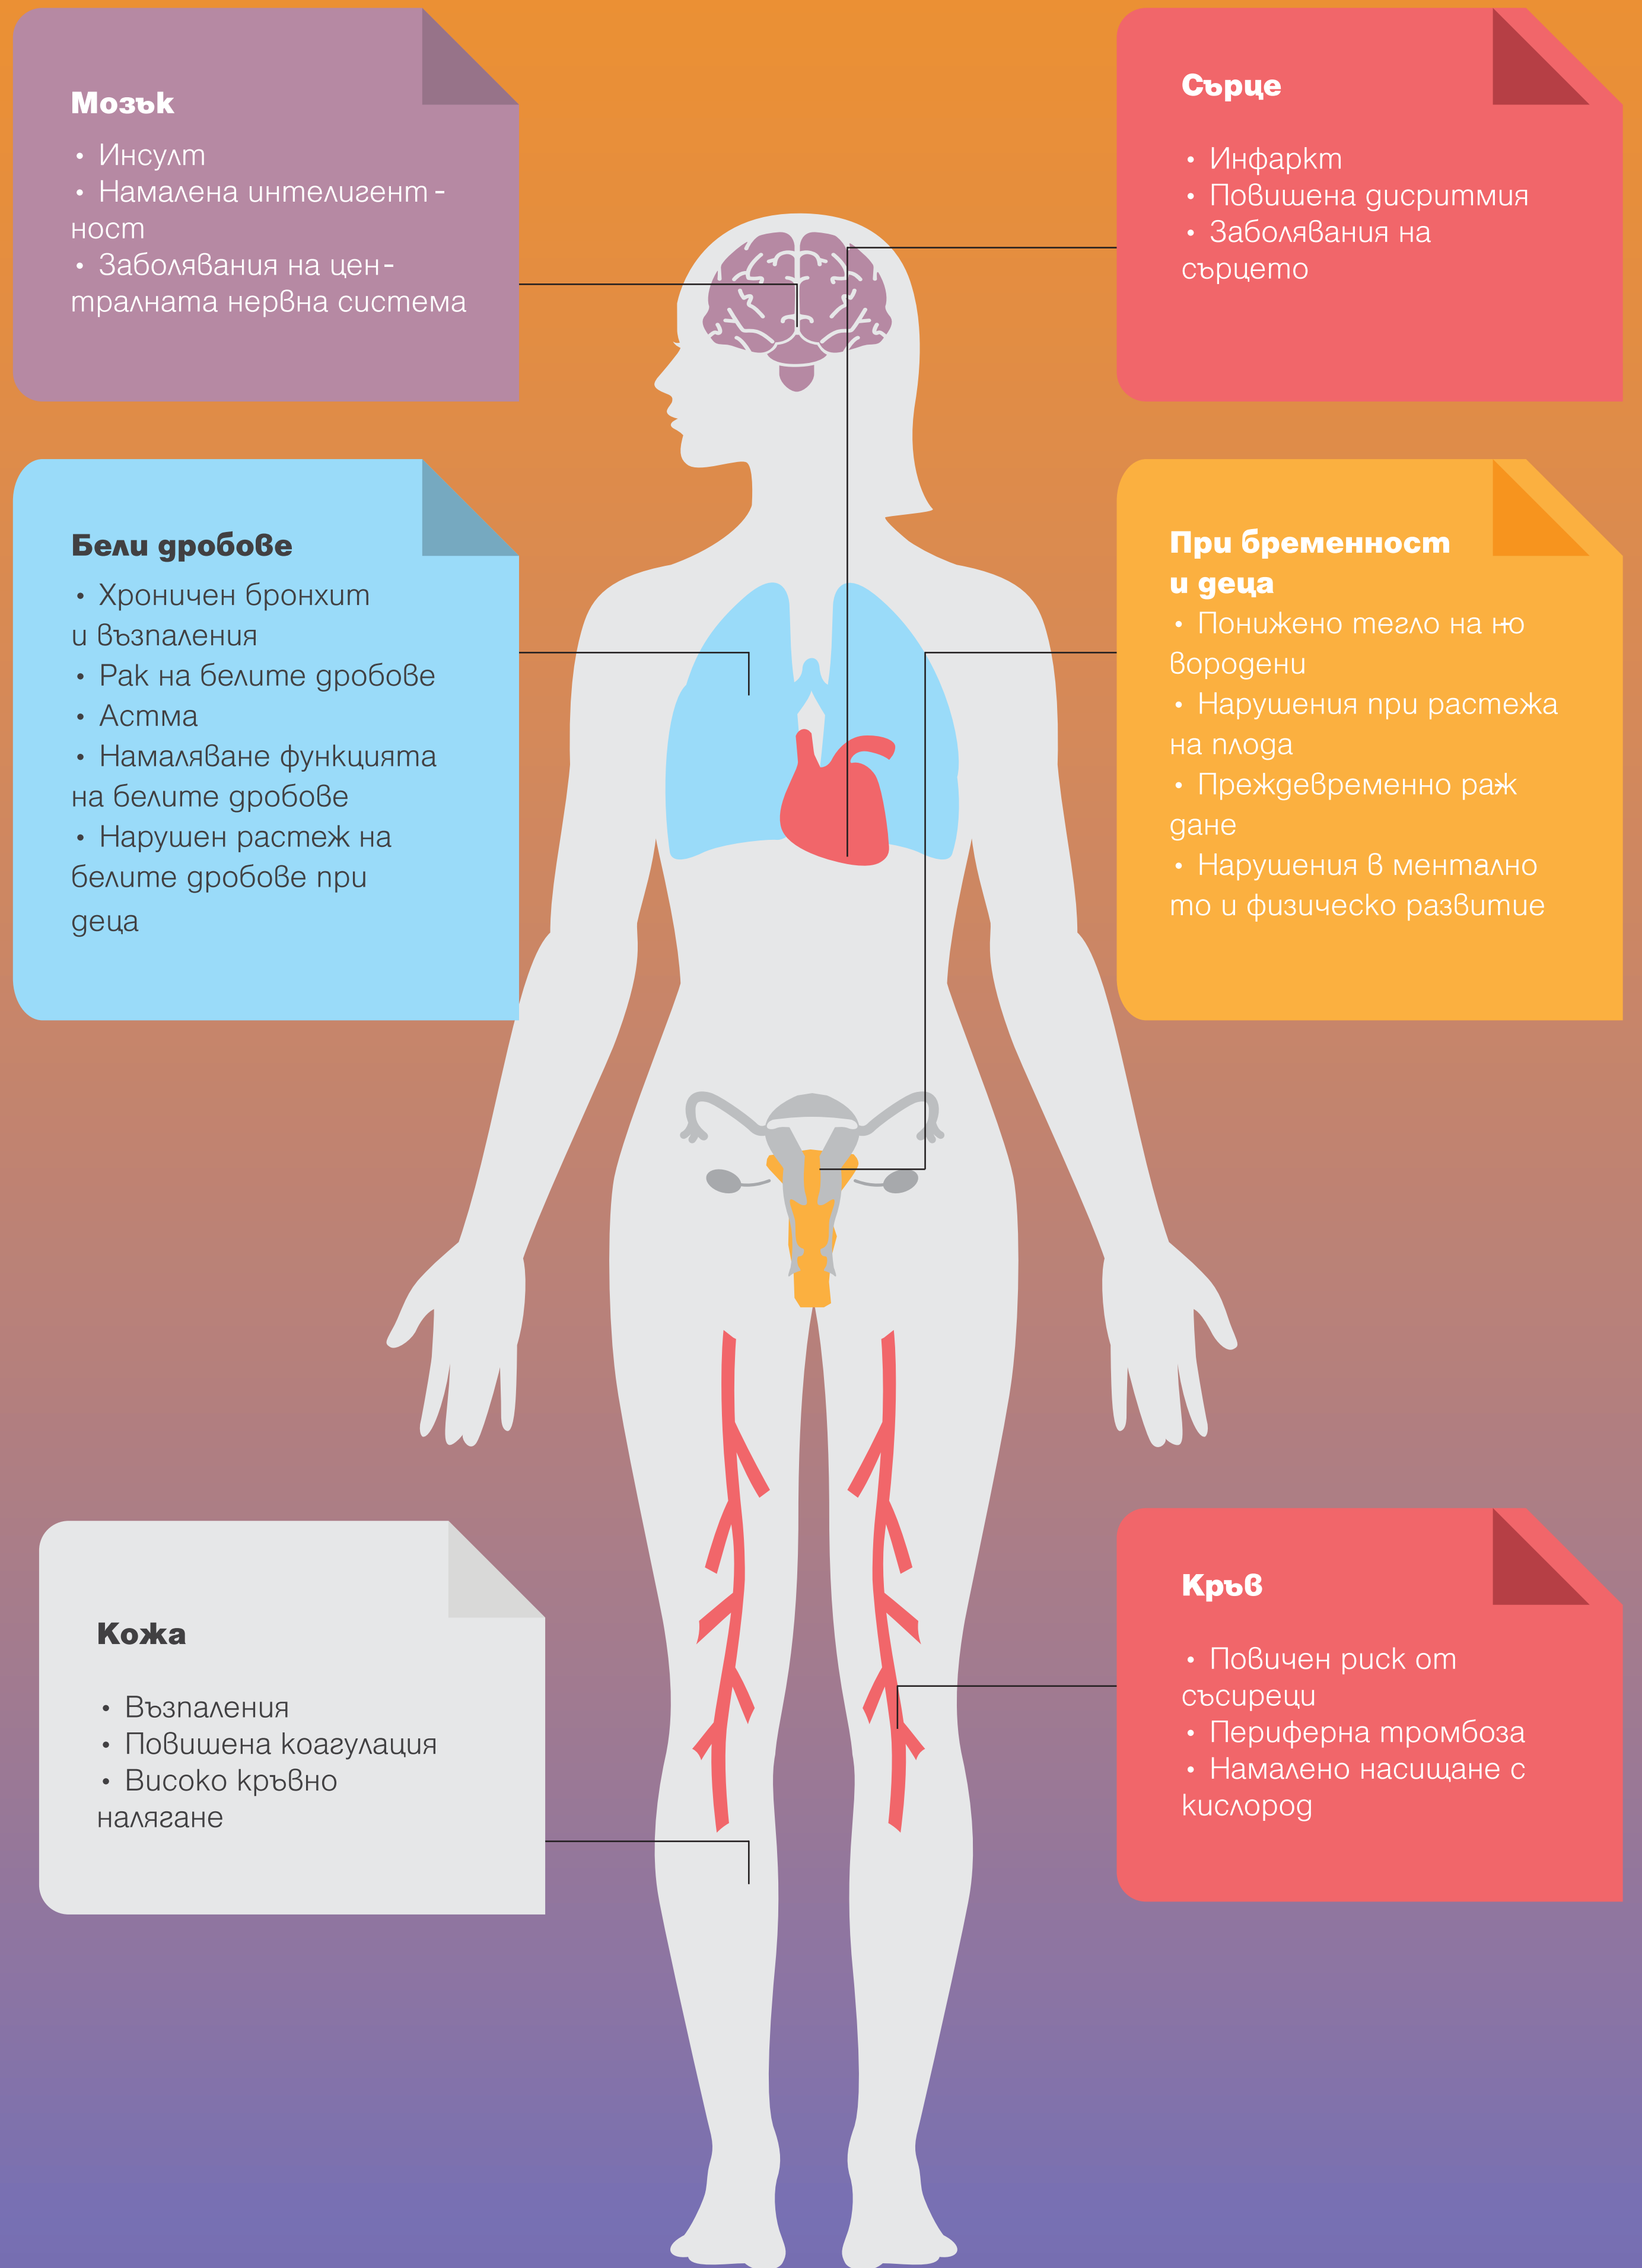 Мозък
• Инсулт
• Намалена интелигент-
ност
• Заболявания на цен-
тралната нервна система
Сърце
• Инфаркт
• Повишена дисритмия
• Заболявания на
сърцето
Бели дробове
• Хроничен бронхит
и възпаления
• Рак на белите дробове
• Астма
• Намаляване функцията
на белите дробове
• Нарушен растеж на
белите дробове при
деца
При бременност
и деца
• Понижено тегло на но-
вородени
• Нарушения при растежа
на плода
• Преждевременно раж-
дане
• Нарушения в ментално
то и физическо развитие
Кожа
• Възпаления
• Повишена коагулация
• Високо кръвно
налягане
Кръв
• Повичен риск от
съсиреци
• Периферна тромбоза
• Намалено насищане с
кислород